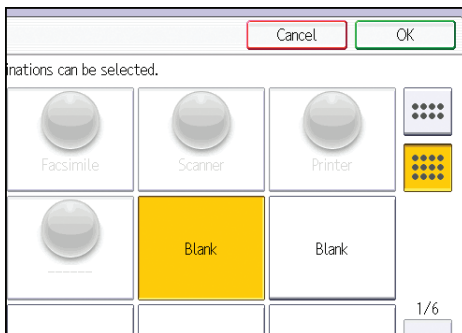 Cancel OK
inations can be selected.
Facsimile Scanner Printer
Blank Blank
1/6